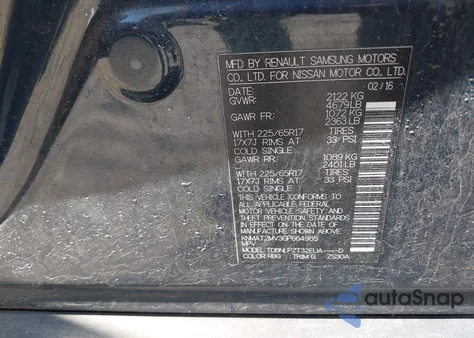 MFD BY RENAULT SAMSUNG MOTORS
CO. LTD. FOR NISSAN MOTOR CO., LTD.
DATE: 02/16
GVWR: 2122 KG
4679LB
GAWR FR: 1072 KG
2363LB
WITH 225/65R17 TIRES
17X7J RIMS AT 33 PSI
COLD SINGLE
GAWR RR: 1089 KG
2401LB
WITH 225/65R17 TIRES
17X7J RIMS AT 33 PSI
COLD SINGLE
THIS VEHICLE CONFORMS TO
ALL APPLICABLE FEDERAL
MOTOR VEHICLE SAFETY AND
THEFT PREVENTION STANDARDS
IN EFFECT ON THE DATE OF
MANUFACTURE SHOWN ABOVE
KNMAT2MV3GP664985
MPV
COLOR RBG TRIM G ZS30A
autoSnap